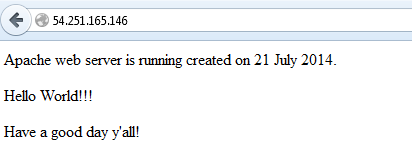 54.251.165.146
Apache web server is running created on 21 July 2014.
Hello World!!!
Have a good day y'all!